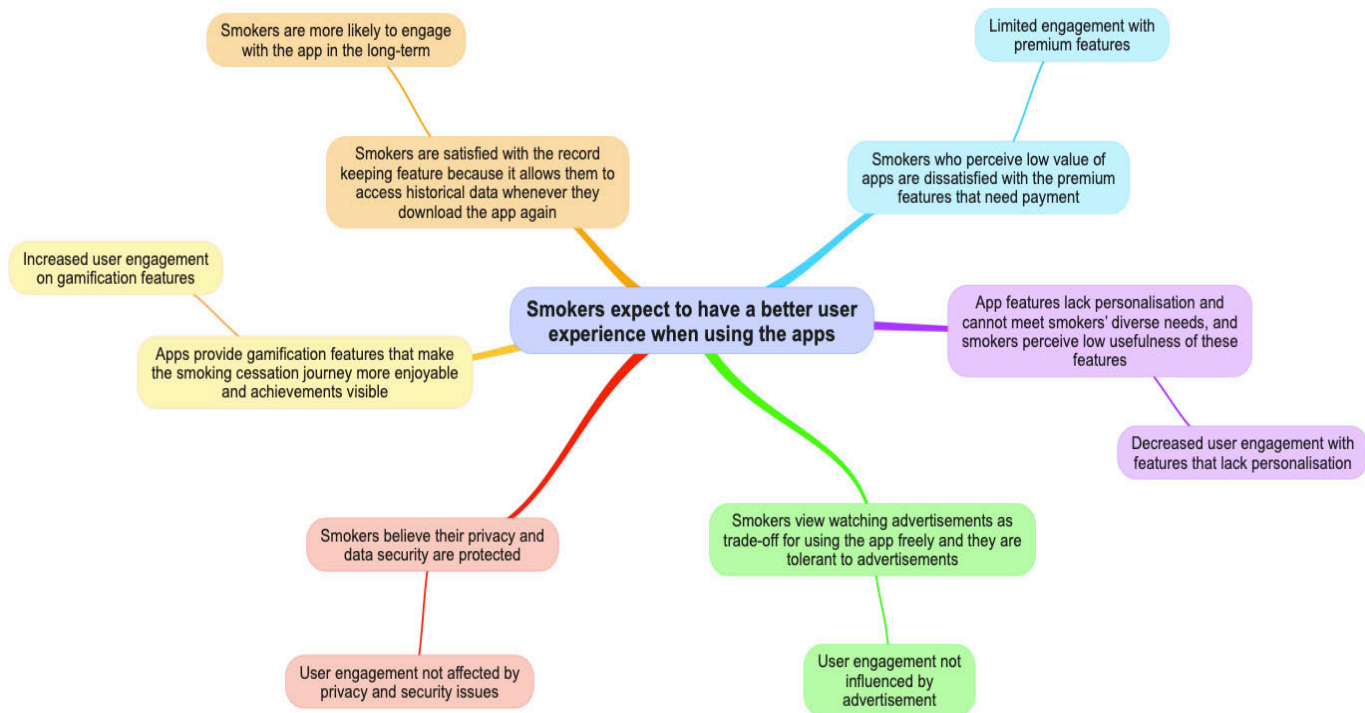 Smokers are more likely to engage
with the app in the long-term
Limited engagement with
premium features
Smokers are satisfied with the record
keeping feature because it allows them to
access historical data whenever they
download the app again
Smokers who perceive low value of
apps are dissatisfied with the premium
features that need payment
Increased user engagement
on gamification features
Smokers expect to have a better user
experience when using the apps
App features lack personalisation and
cannot meet smokers’ diverse needs, and
smokers perceive low usefulness of these
features
Apps provide gamification features that make
the smoking cessation journey more enjoyable
and achievements visible
Decreased user engagement with
features that lack personalisation
Smokers believe their privacy and
data security are protected
Smokers view watching advertisements as
trade-off for using the app freely and they are
tolerant to advertisements
User engagement not affected by
privacy and security issues
User engagement not
influenced by
advertisement